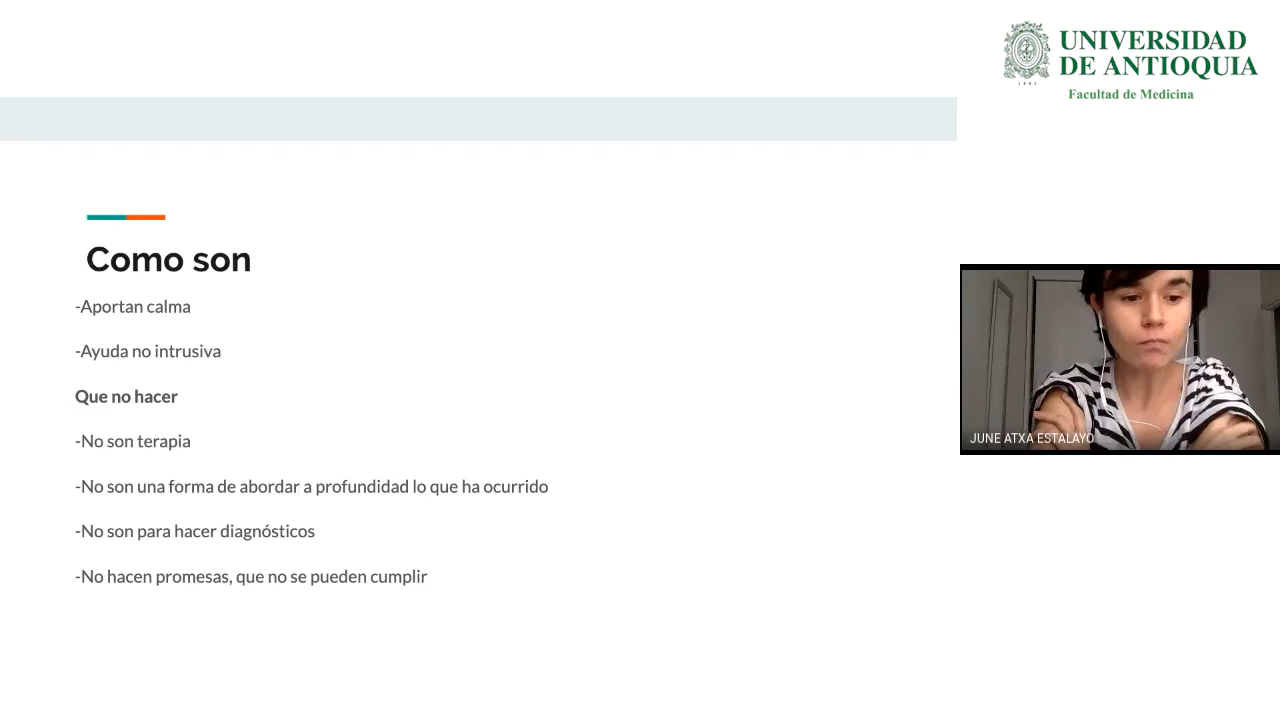 UNIVERSIDAD
DE ANTIOQUIA
1803
Facultad de Medicina
Como son
-Aportan calma
-Ayuda no intrusiva
Que no hacer
-No son terapia
-No son una forma de abordar a profundidad lo que ha ocurrido
-No son para hacer diagnósticos
-No hacen promesas, que no se pueden cumplir
JUNE ATXA ESTALAYO